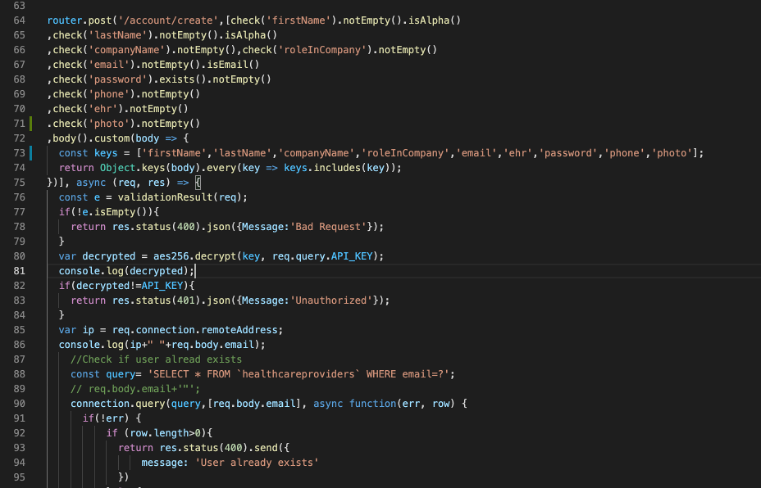 63
64 router.post('/account/create',[check('firstName').notEmpty().isAlpha()
65 ,check('lastName').notEmpty().isAlpha()
66 ,check('companyName').notEmpty(),check('roleInCompany').notEmpty()
67 ,check('email').notEmpty().isEmail()
68 ,check('password').exists().notEmpty()
69 ,check('phone').notEmpty()
70 ,check('ehr').notEmpty()
71 .check('photo').notEmpty()
72 ,body().custom(body => {
73 const keys = ['firstName','lastName','companyName','roleInCompany','email','ehr','password','phone','photo'];
74 return Object.keys(body).every(key => keys.includes(key));
75 })], async (req, res) => {
76 const e = validationResult(req);
77 if(!e.isEmpty()){
78 return res.status(400).json({Message:'Bad Request'});
79 }
80 var decrypted = aes256.decrypt(key, req.query.API_KEY);
81 console.log(decrypted);
82 if(decrypted!=API_KEY){
83 return res.status(401).json({Message:'Unauthorized'});
84 }
85 var ip = req.connection.remoteAddress;
86 console.log(ip+" "+req.body.email);
87 //Check if user alread exists
88 const query= 'SELECT * FROM `healthcareproviders` WHERE email=?';
89 // req.body.email+'"';
90 connection.query(query,[req.body.email], async function(err, row) {
91 if(!err) {
92 if (row.length>0){
93 return res.status(400).send({
94 message: 'User already exists'
95 })